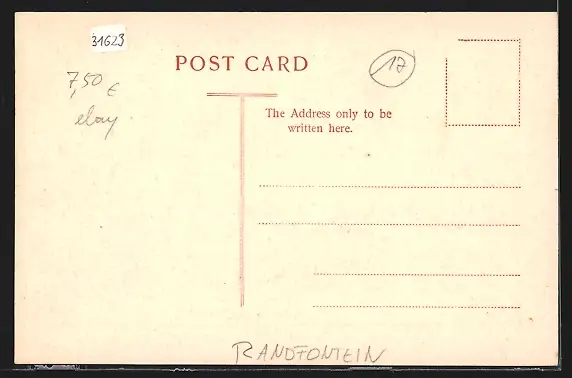 31623
POST CARD
17
7,50 €
ebay
The Address only to be
written here.
RANDFONTEIN